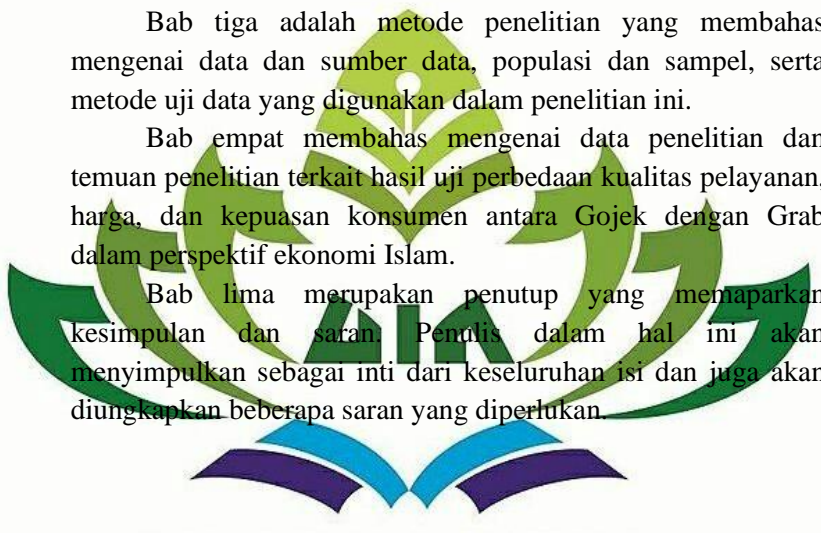 Bab tiga adalah metode penelitian yang membahas
mengenai data dan sumber data, populasi dan sampel, serta
metode uji data yang digunakan dalam penelitian ini.
Bab empat membahas mengenai data penelitian dan
temuan penelitian terkait hasil uji perbedaan kualitas pelayanan,
harga, dan kepuasan konsumen antara Gojek dengan Grab
dalam perspektif ekonomi Islam.
Bab lima merupakan penutup yang memaparkan
kesimpulan dan saran. Penulis dalam hal ini akan
menyimpulkan sebagai inti dari keseluruhan isi dan juga akan
diungkapkan beberapa saran yang diperlukan.